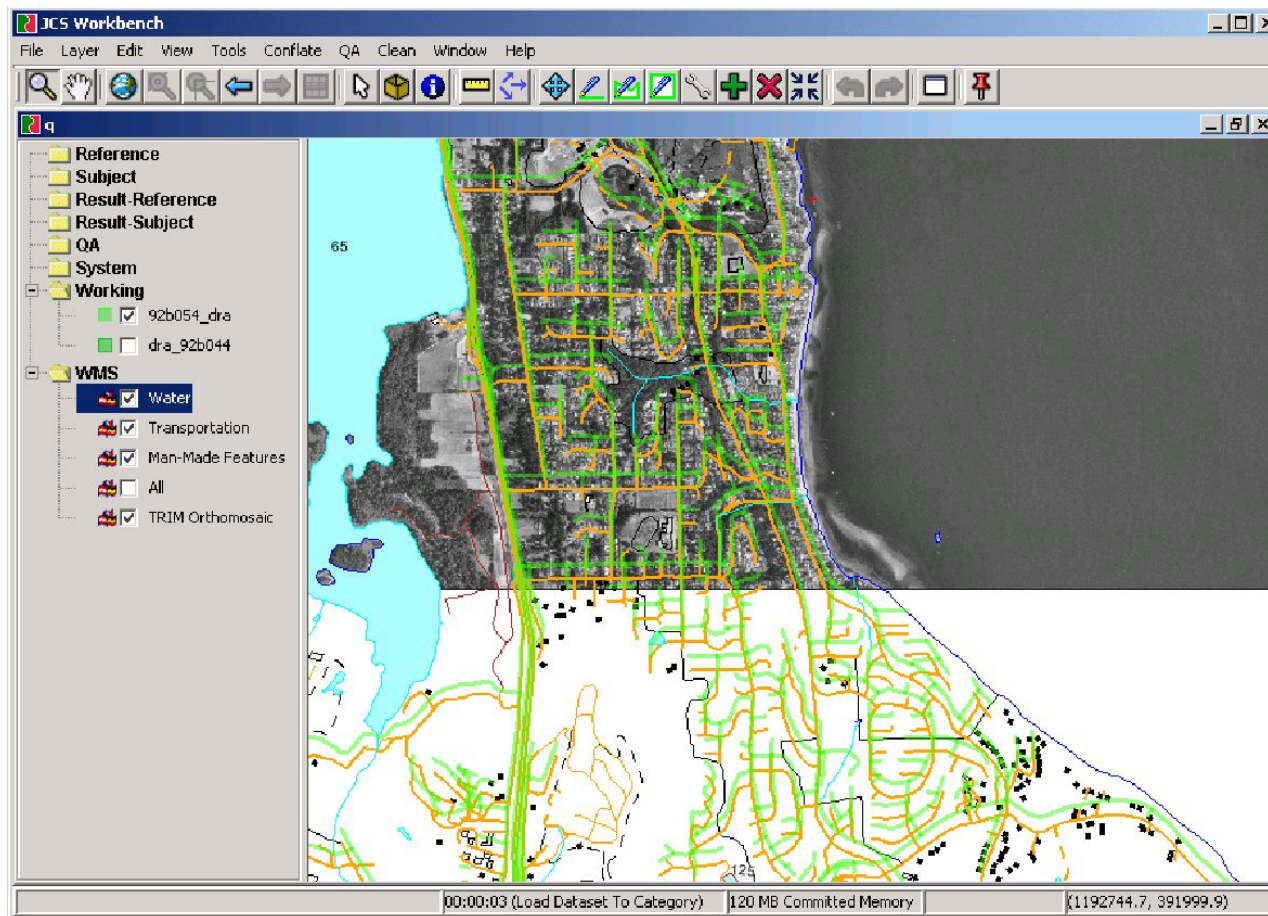 JCS Workbench
File Layer Edit View Tools Conflate QA Clean Window Help
q
Reference
Subject
Result-Reference
Result-Subject
QA
System
Working
92b054_dra
dra_92b044
WMS
Water
Transportation
Man-Made Features
All
TRIM Orthomosaic
65
125
00:00:03 (Load Dataset To Category) 120 MB Committed Memory (1192744.7, 391999.9)